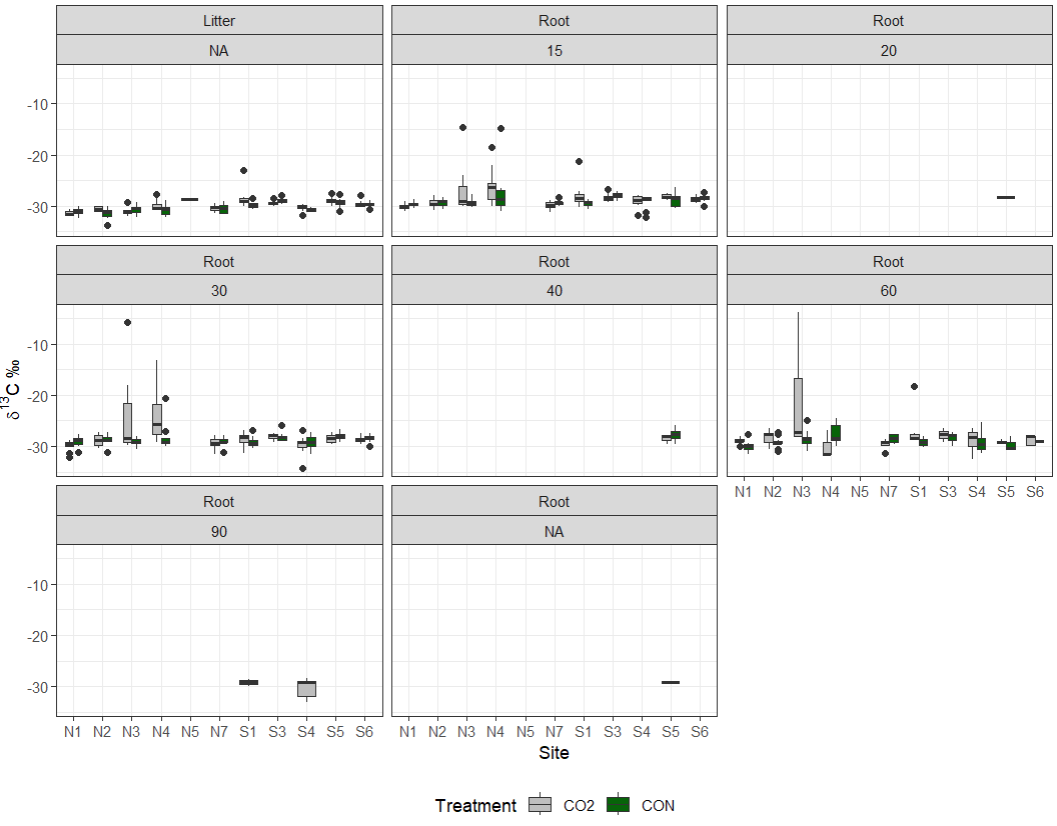 Litter Root Root
NA 15 20
-10
-20
-30
Root Root Root
30 40 60
-10
-20
-30
δ13C ‰
N1 N2 N3 N4 N5 N7 S1 S3 S4 S5 S6
Root Root
90 NA
-10
-20
-30
N1 N2 N3 N4 N5 N7 S1 S3 S4 S5 S6 N1 N2 N3 N4 N5 N7 S1 S3 S4 S5 S6
Site
Treatment CO2 CON